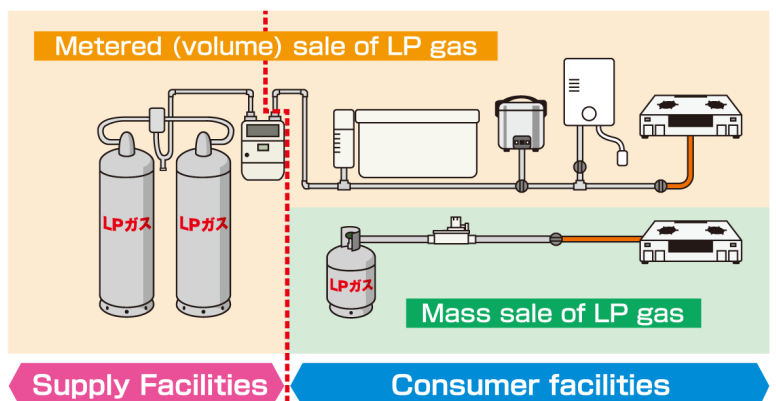 Metered (volume) sale of LP gas
LPガス
LPガス
LPガス
Mass sale of LP gas
Supply Facilities
Consumer facilities